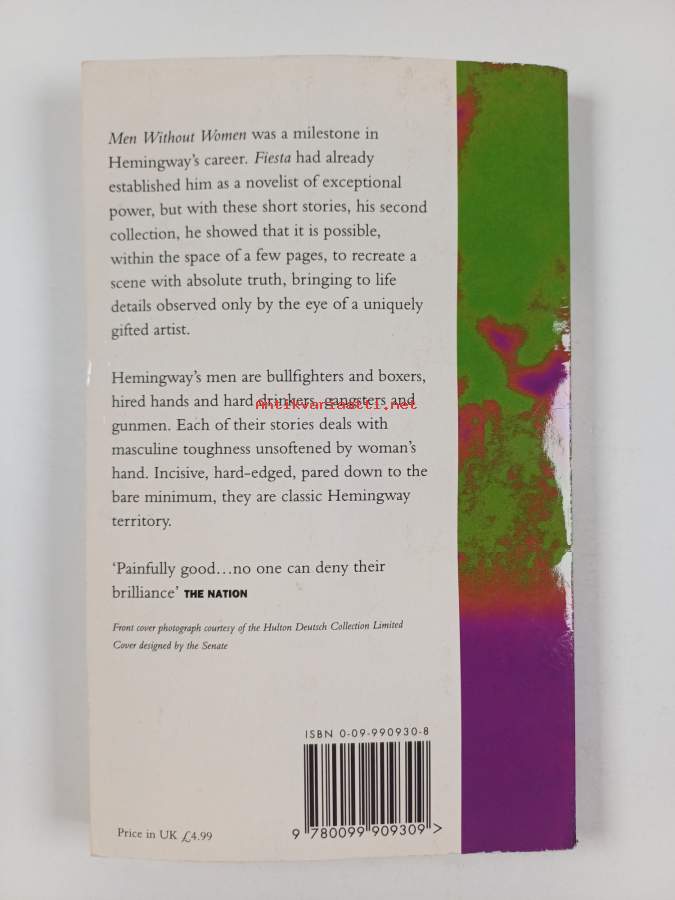 Men Without Women was a milestone in
Hemingway's career. Fiesta had already
established him as a novelist of exceptional
power, but with these short stories, his second
collection, he showed that it is possible,
within the space of a few pages, to recreate a
scene with absolute truth, bringing to life
details observed only by the eye of a uniquely
gifted artist.
Hemingway's men are bullfighters and boxers,
hired hands and hard drinkers, gangsters and
Antikvariaatti.net
gunmen. Each of their stories deals with
masculine toughness unsoftened by woman's
hand. Incisive, hard-edged, pared down to the
bare minimum, they are classic Hemingway
territory.
'Painfully good...no one can deny their
brilliance' THE NATION
Front cover photograph courtesy of the Hulton Deutsch Collection Limited
Cover designed by the Senate
ISBN 0-09-990930-8
9 780099 909309 >
Price in UK £4.99